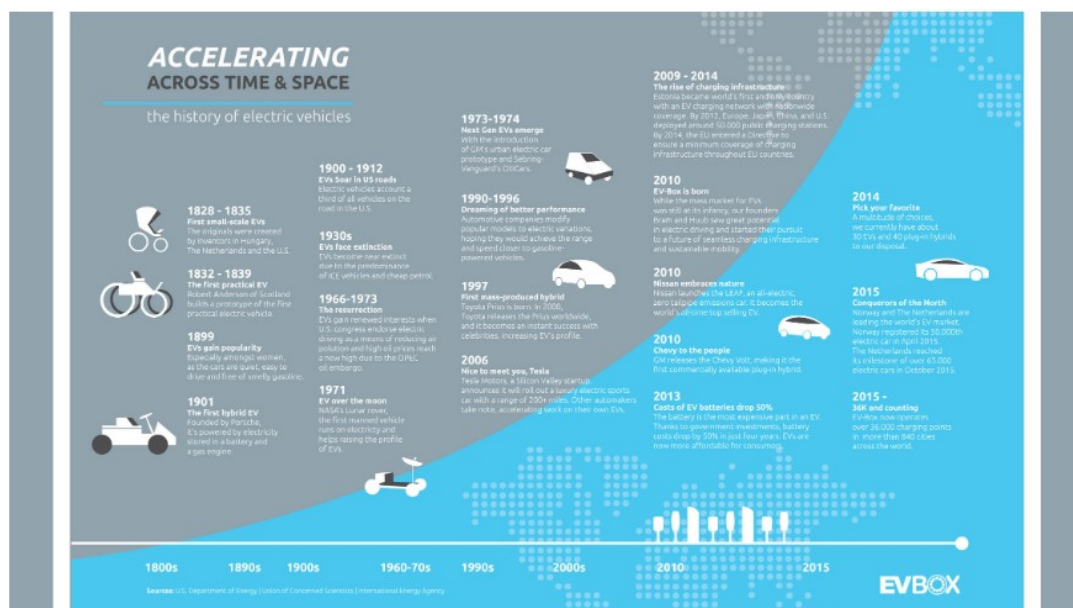 ACCELERATING
ACROSS TIME & SPACE
the history of electric vehicles
1828 - 1835
First small-scale EVs
The originals were created
by inventors in Hungary,
The Netherlands and the U.S.
1832 - 1839
The first practical EV
Robert Anderson of Scotland
builds a prototype of the first
practical electric vehicle.
1899
EVs gain popularity
Especially amongst women,
as the cars are quiet, easy to
drive and free of smelly gasoline.
1901
The first hybrid EV
Founded by Porsche,
it's powered by electricity
stored in a battery and
a gas engine.
1900 - 1912
EVs Soar in US roads
Electric vehicles account a
third of all vehicles on the
road in the U.S.
1930s
EVs face extinction
EVs become near extinct
due to the predominance
of ICE vehicles and cheap petrol.
1966-1973
The resurrection
EVs gain renewed interests when
U.S. congress endorse electric
driving as a means of reducing air
polution and high oil prices reach
a new high due to the OPEC
oil embargo.
1971
EV over the moon
NASA's Lunar rover,
the first manned vehicle
runs on electricity and
helps raising the profile
of EVs.
1973-1974
Next Gen EVs emerge
With the introduction
of GM's urban electric car
prototype and Sebring-
Vanguard's CitiCars.
1990-1996
Dreaming of better performance
Automotive companies modify
popular models to electric variations,
hoping they would achieve the range
and speed closer to gasoline-
powered vehicles.
1997
First mass-produced hybrid
Toyota Prius is born. In 2000,
Toyota releases the Prius worldwide,
and it becomes an instant success with
celebrities, increasing EV's profile.
2006
Nice to meet you, Tesla
Tesla Motors, a Silicon Valley startup,
announces it will roll out a luxury electric sports
car with a range of 200+ miles. Other automakers
take note, accelerating work on their own EVs.
2009 - 2014
The rise of charging infrastructure
Estonia became world's first and only country
with an EV charging network with nationwide
coverage. By 2012, Europe, Japan, China, and U.S.
deployed around 50.000 public charging stations.
By 2014, the EU entered a Directive to
ensure a minimum coverage of charging
infrastructure throughout EU countries.
2010
EV-Box is born
While the mass market for EVs
was still at its infancy, our founders
Bram and Huub saw great potential
in electric driving and started their pursuit
to a future of seamless charging infrastructure
and sustainable mobility.
2010
Nissan embraces nature
Nissan launches the LEAF, an all-electric,
zero tailpipe emissions car. It becomes the
world's all-time top selling EV.
2010
Chevy to the people
GM releases the Chevy Volt, making it the
first commercially available plug-in hybrid.
2013
Costs of EV batteries drop 50%
The battery is the most expensive part in an EV.
Thanks to government investments, battery
costs drop by 50% in just four years. EVs are
now more affordable for consumers.
2014
Pick your favorite
A multitude of choices,
we currently have about
30 EVs and 40 plug-in hybrids
to our disposal.
2015
Conquerors of the North
Norway and The Netherlands are
leading the world's EV market.
Norway registered its 50.000th
electric car in April 2015.
The Netherlands reached
its milestone of over 65.000
electric cars in October 2015.
2015 -
36K and counting
EV-Box now operates
over 36.000 charging points
in more than 840 cities
across the world.
1800s
1890s
1900s
1960-70s
1990s
2000s
2010
2015
Sources: U.S. Department of Energy | Union of Concerned Scientists | International Energy Agency
EVBOX